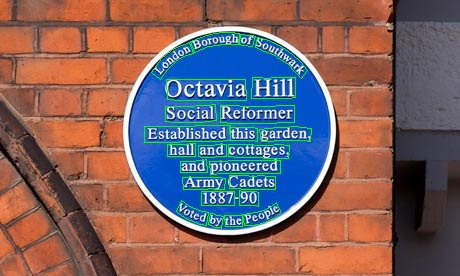 London Borough of Southwark
Octavia Hill
Social Reformer
Established this garden,
hall and cottages,
and pioneered
Army Cadets
1887-90
Voted by the People